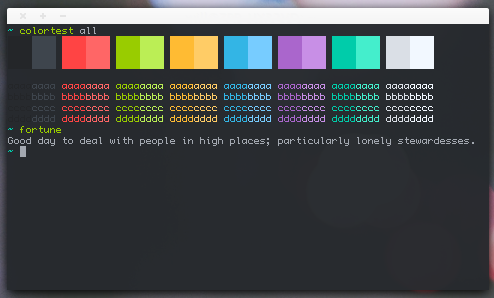 ~ colortest all
aaaa aaaaaaaa aaaaaaaa aaaaaaaa aaaaaaaa aaaaaaaa aaaaaaaa aaaaaaaa
bbbb bbbbbbbb bbbbbbbb bbbbbbbb bbbbbbbb bbbbbbbb bbbbbbbb bbbbbbbb
cccc cccccccc cccccccc cccccccc cccccccc cccccccc cccccccc cccccccc
dddd dddddddd dddddddd dddddddd dddddddd dddddddd dddddddd dddddddd
~ fortune
Good day to deal with people in high places; particularly lonely stewardesses.
~